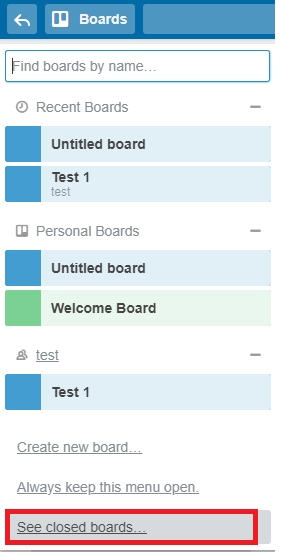 Boards
Find boards by name…
Recent Boards
Untitled board
Test 1
test
Personal Boards
Untitled board
Welcome Board
test
Test 1
Create new board…
Always keep this menu open.
See closed boards…